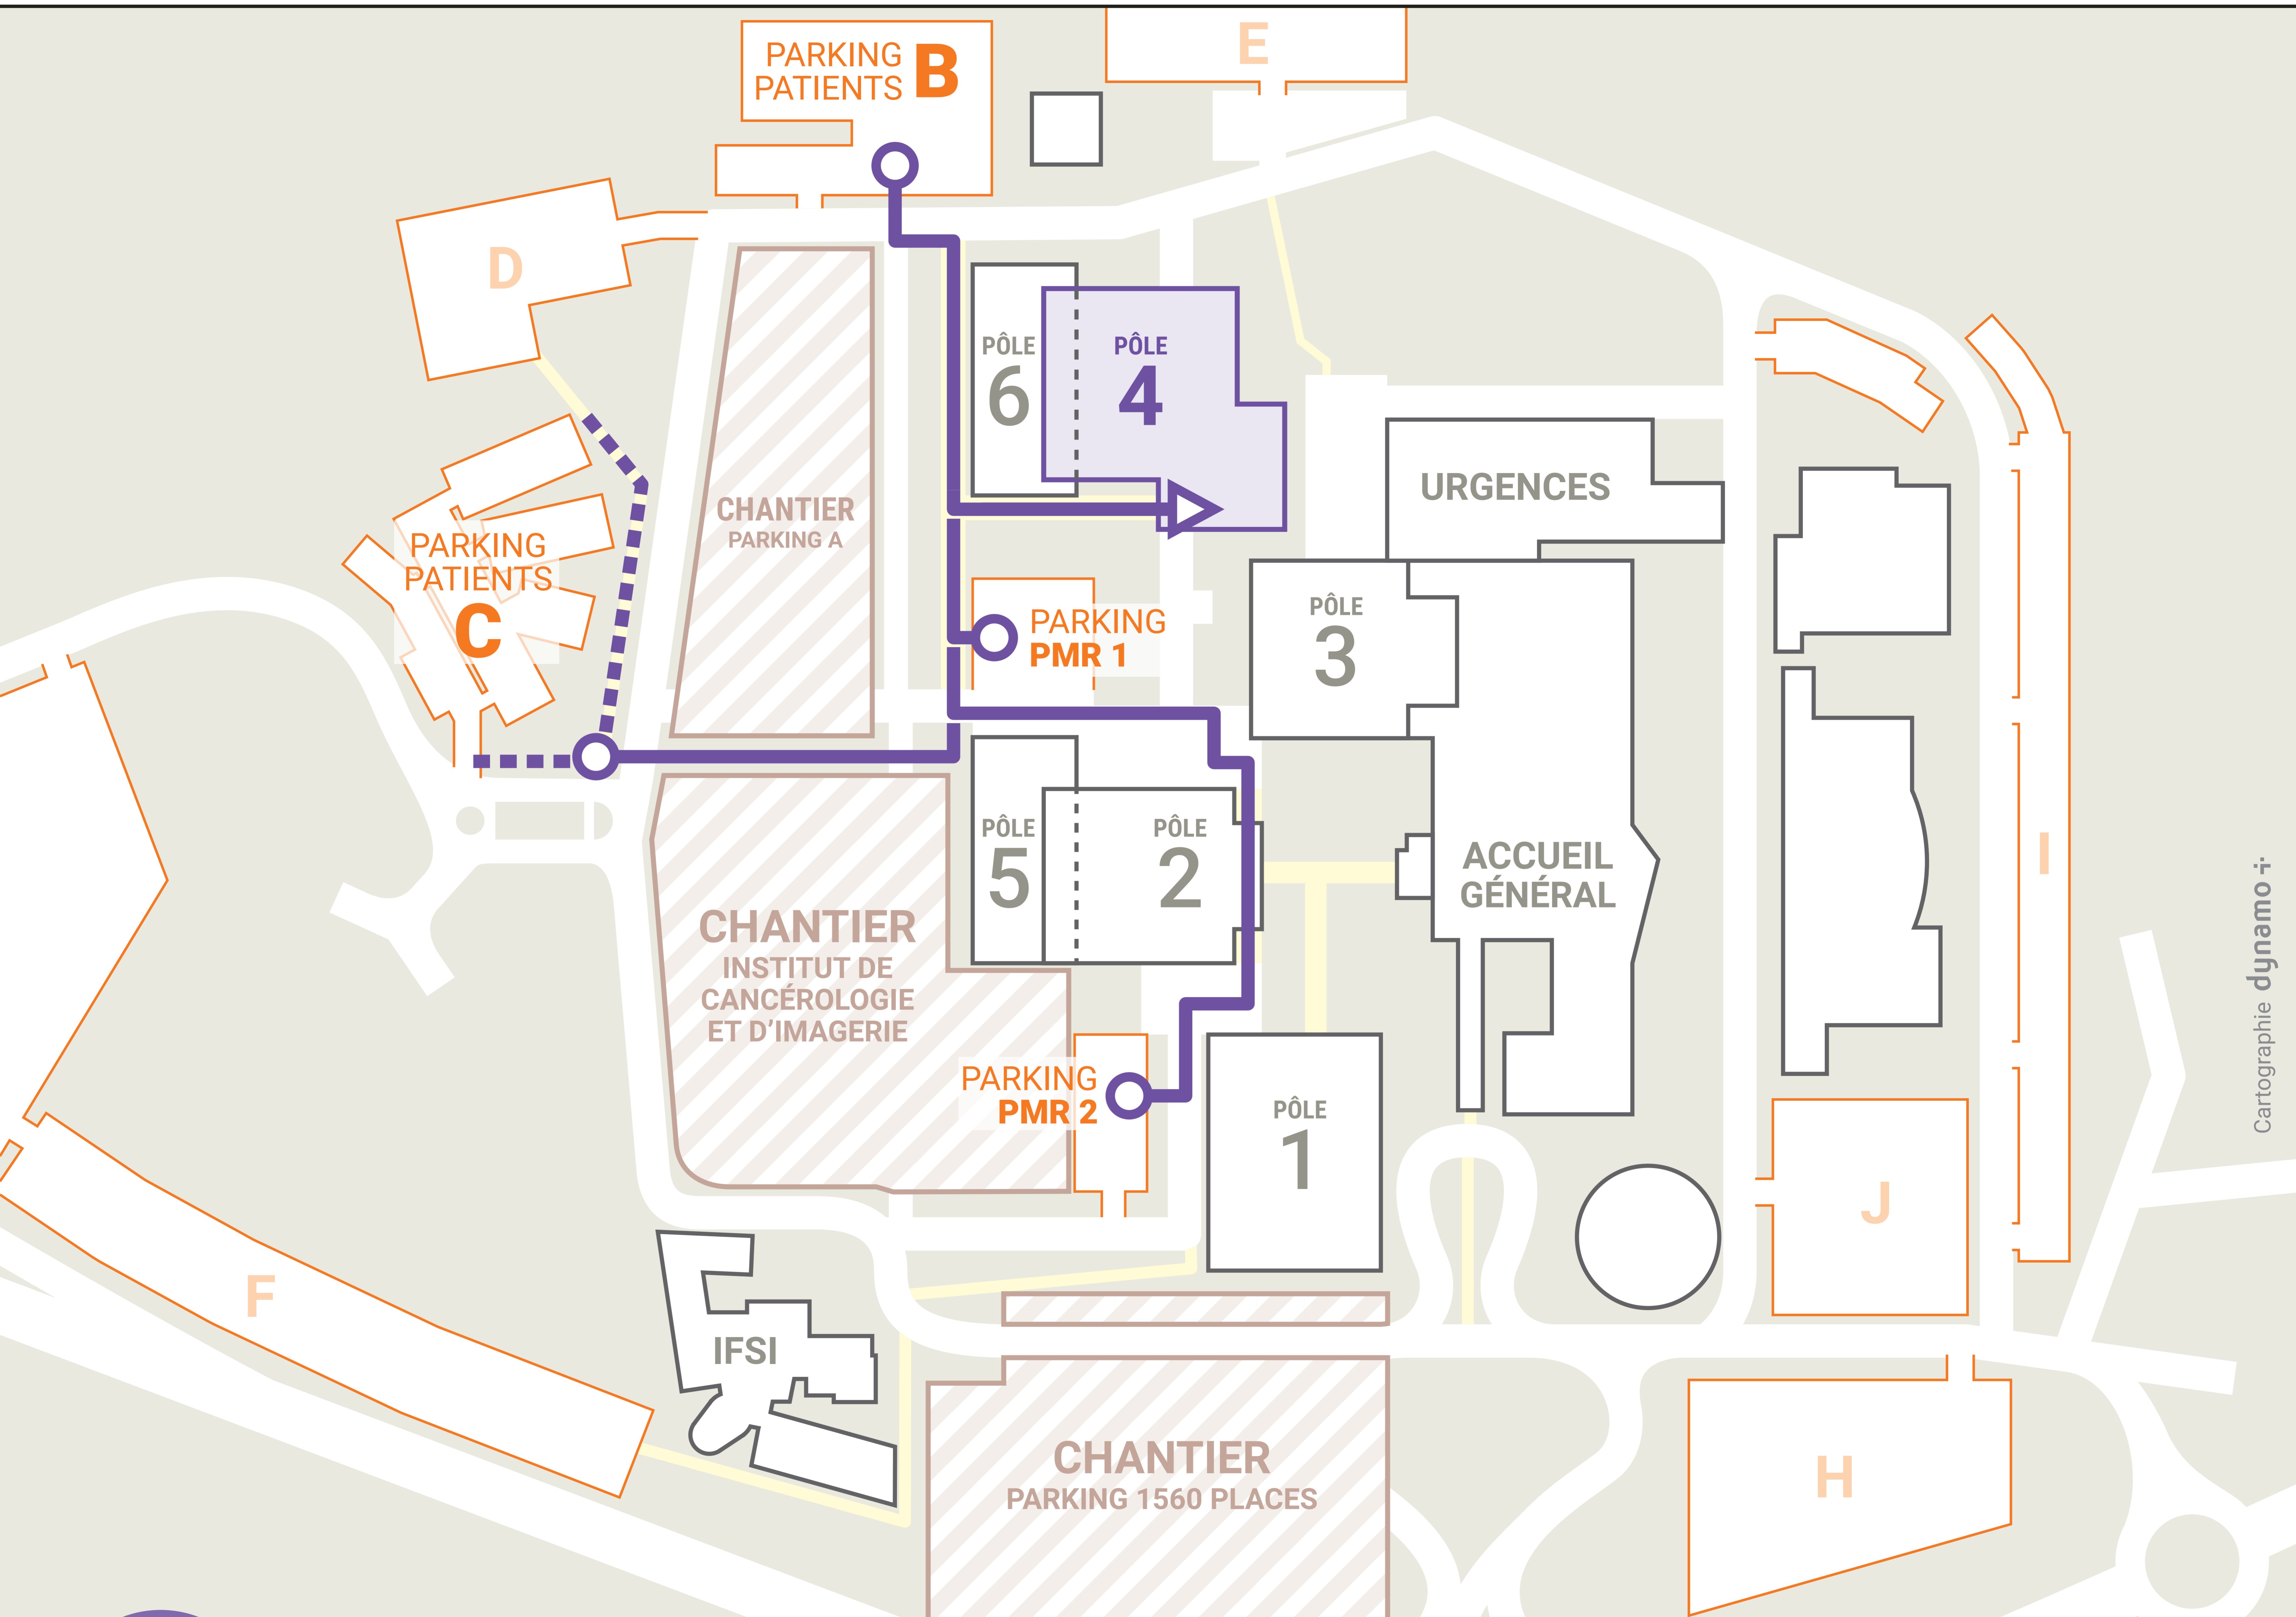 PARKING
PATIENTS B
E
D
PÔLE
6
PÔLE
4
CHANTIER
PARKING A
URGENCES
PARKING
PATIENTS
C
PARKING
PMR 1
PÔLE
3
PÔLE
5
PÔLE
2
ACCUEIL
GÉNÉRAL
I
CHANTIER
INSTITUT DE
CANCÉROLOGIE
ET D'IMAGERIE
PARKING
PMR 2
PÔLE
1
J
F
IFSI
CHANTIER
PARKING 1560 PLACES
H
Cartographie dynamo